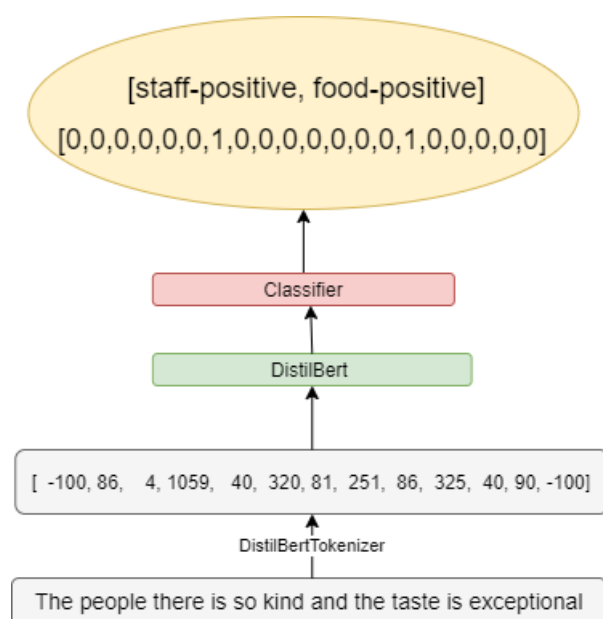 [staff-positive, food-positive]
[0,0,0,0,0,0,1,0,0,0,0,0,0,0,1,0,0,0,0,0]
Classifier
DistilBert
[ -100, 86, 4, 1059, 40, 320, 81, 251, 86, 325, 40, 90, -100]
DistilBertTokenizer
The people there is so kind and the taste is exceptional